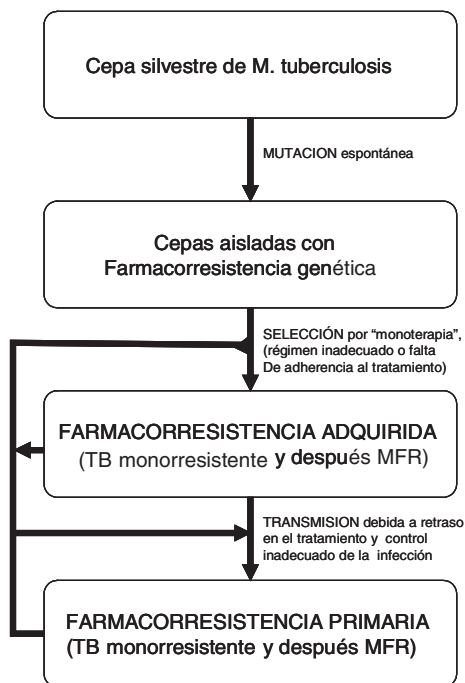 Cepa silvestre de M. tuberculosis
MUTACION espontánea
Cepas aisladas con
Farmacorresistencia genética
SELECCIÓN por “monoterapia”,
(régimen inadecuado o falta
De adherencia al tratamiento)
FARMACORRESISTENCIA ADQUIRIDA
(TB monorresistente y después MFR)
TRANSMISION debida a retraso
en el tratamiento y control
inadecuado de la infección
FARMACORRESISTENCIA PRIMARIA
(TB monorresistente y después MFR)